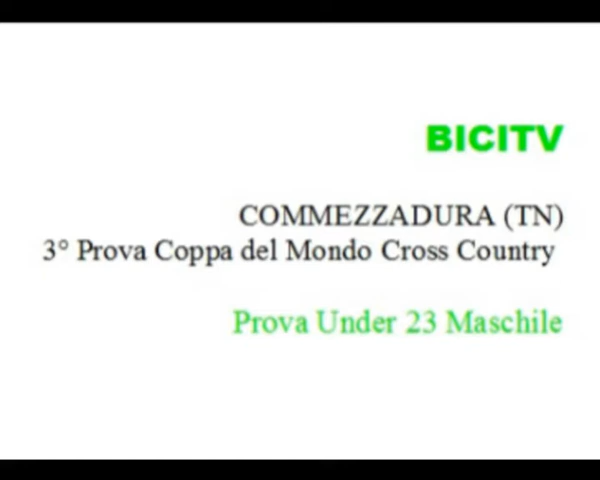 BICITV
COMMEZZADURA (TN)
3° Prova Coppa del Mondo Cross Country
Prova Under 23 Maschile